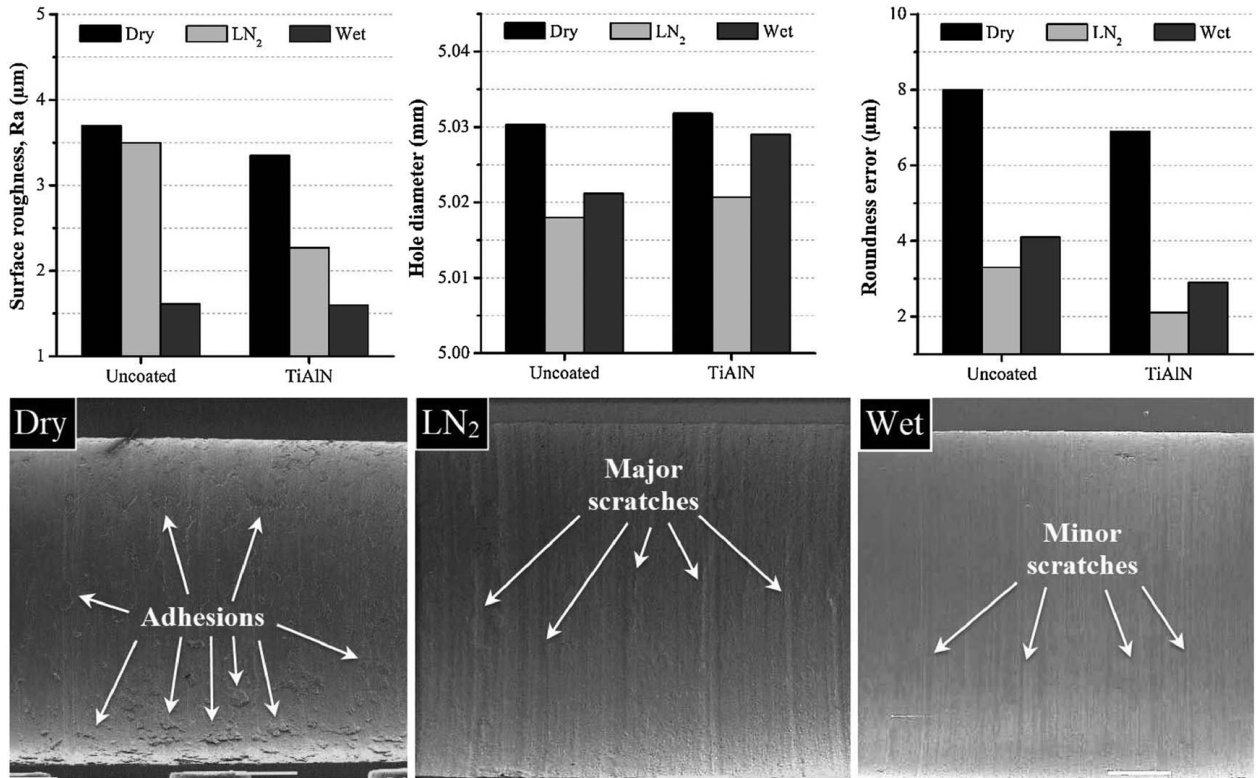 Surface roughness, Ra (μm)
5
4
3
2
1
Dry LN₂ Wet
Uncoated TiAlN
Hole diameter (mm)
5.04
5.03
5.02
5.01
5.00
Dry LN₂ Wet
Uncoated TiAlN
Roundness error (μm)
10
8
6
4
2
Dry LN₂ Wet
Uncoated TiAlN
Dry
Adhesions
LN₂
Major
scratches
Wet
Minor
scratches